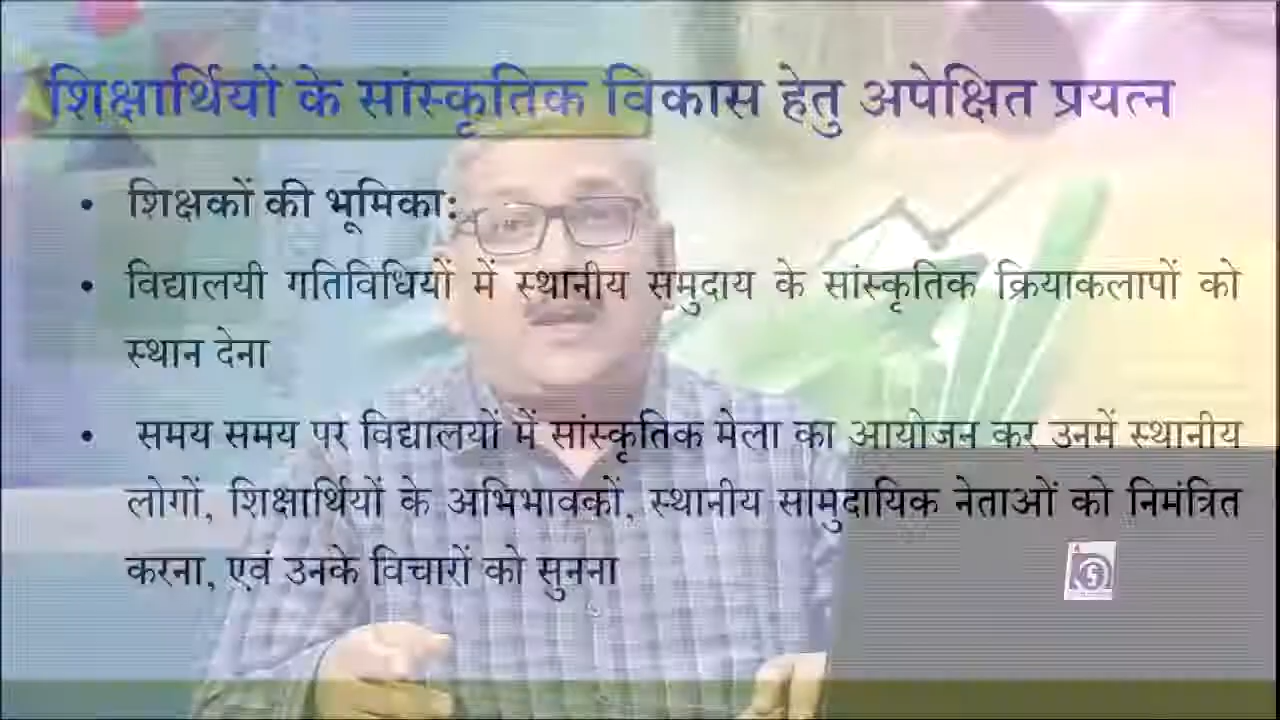 शिक्षार्थियों के सांस्कृतिक विकास हेतु अपेक्षित प्रयत्न
• शिक्षकों की भूमिका:
• विद्यालयी गतिविधियों में स्थानीय समुदाय के सांस्कृतिक क्रियाकलापों को
स्थान देना
• समय समय पर विद्यालयों में सांस्कृतिक मेला का आयोजन कर उनमें स्थानीय
लोगों, शिक्षार्थियों के अभिभावकों, स्थानीय सामुदायिक नेताओं को निमंत्रित
करना, एवं उनके विचारों को सुनना